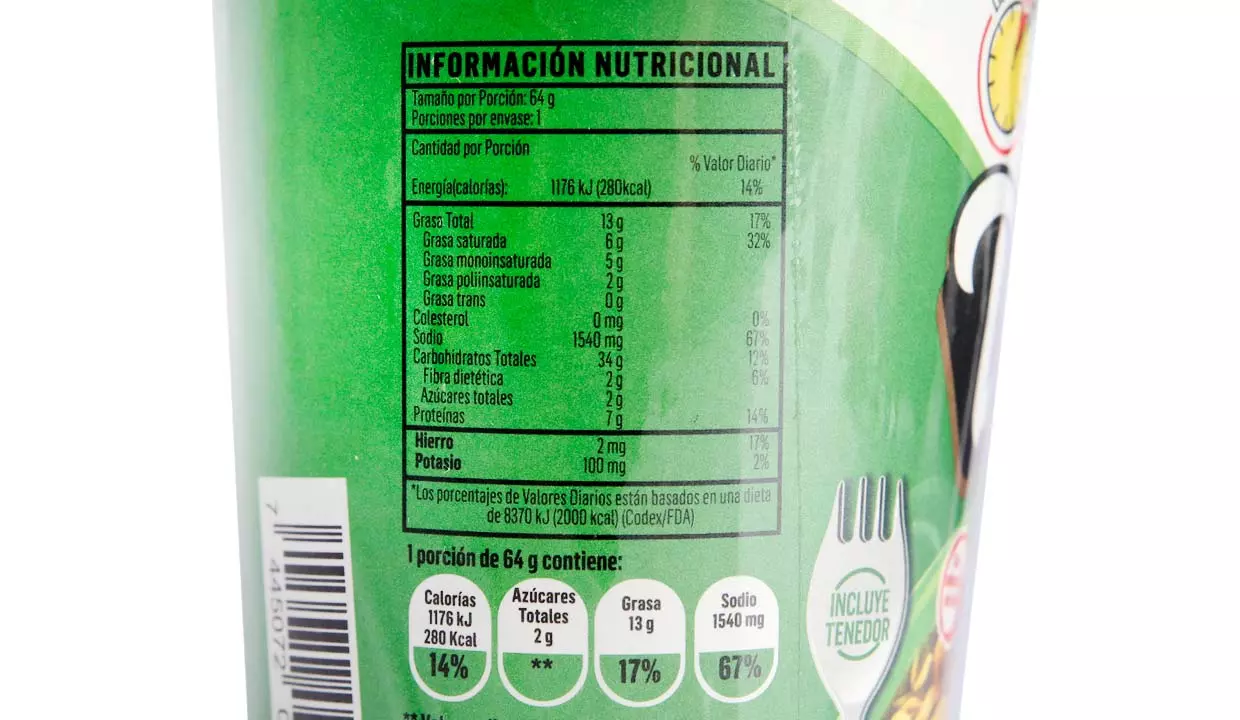 INFORMACIÓN NUTRICIONAL
Tamaño por Porción: 64 g
Porciones por envase: 1
Cantidad por Porción
% Valor Diario*
Energía(calorías): 1176 kJ (280kcal) 14%
Grasa Total 13 g 17%
Grasa saturada 6 g 32%
Grasa monoinsaturada 5 g
Grasa poliinsaturada 2 g
Grasa trans 0 g
Colesterol 0 mg 0%
Sodio 1540 mg 67%
Carbohidratos Totales 34 g 12%
Fibra dietética 2 g 6%
Azúcares totales 2 g
Proteínas 7 g 14%
Hierro 2 mg 17%
Potasio 100 mg 2%
*Los porcentajes de Valores Diarios están basados en una dieta
de 8370 kJ (2000 kcal) (Codex/FDA)
1 porción de 64 g contiene:
Calorías
1176 kJ
280 Kcal
14%
Azúcares
Totales
2 g
**
Grasa
13 g
17%
Sodio
1540 mg
67%
INCLUYE
TENEDOR
7 445072